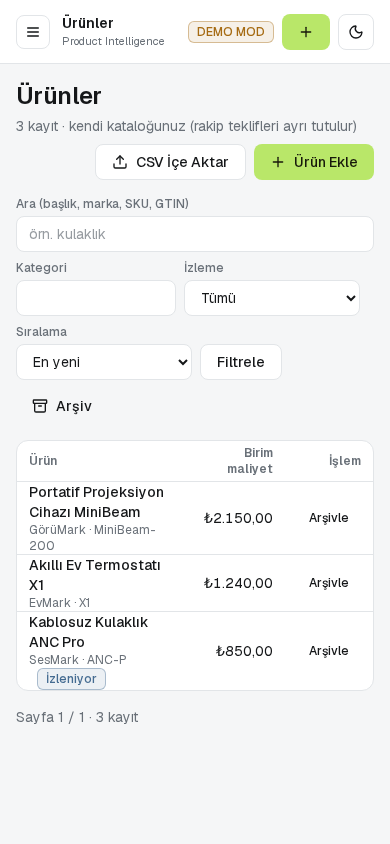 Ürünler
Product Intelligence
DEMO MOD
Ürünler
3 kayıt · kendi kataloğunuz (rakip teklifleri ayrı tutulur)
CSV İçe Aktar
Ürün Ekle
Ara (başlık, marka, SKU, GTIN)
örn. kulaklık
Kategori
İzleme
Tümü
Sıralama
En yeni
Filtrele
Arşiv
Ürün
Birim
maliyet
İşlem
Portatif Projeksiyon
Cihazı MiniBeam
GörüMark · MiniBeam-
200
₺2.150,00
Arşivle
Akıllı Ev Termostatı
X1
EvMark · X1
₺1.240,00
Arşivle
Kablosuz Kulaklık
ANC Pro
SesMark · ANC-P
İzleniyor
₺850,00
Arşivle
Sayfa 1 / 1 · 3 kayıt